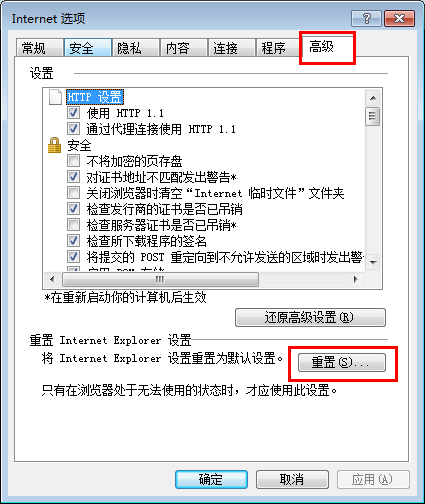 Internet 选项
常规 安全 隐私 内容 连接 程序 高级
设置
HTTP 设置
使用 HTTP 1.1
通过代理连接使用 HTTP 1.1
安全
不将加密的页存盘
对证书地址不匹配发出警告*
关闭浏览器时清空“Internet 临时文件”文件夹
检查发行商的证书是否已吊销
检查服务器证书是否已吊销*
检查所下载程序的签名
将提交的 POST 重定向到不允许发送的区域时发出警
启用 DOM 存储
*在重新启动你的计算机后生效
还原高级设置(R)
重置 Internet Explorer 设置
将 Internet Explorer 设置重置为默认设置。
重置(S)...
只有在浏览器处于无法使用的状态时，才应使用此设置。
确定 取消 应用(A)